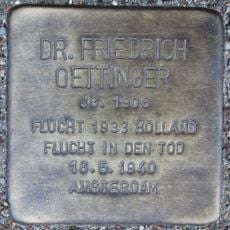 DR. FRIEDRICH
OETTINGER
JG. 1906
FLUCHT 1933 HOLLAND
FLUCHT IN DEN TOD
16.5.1940
AMSTERDAM